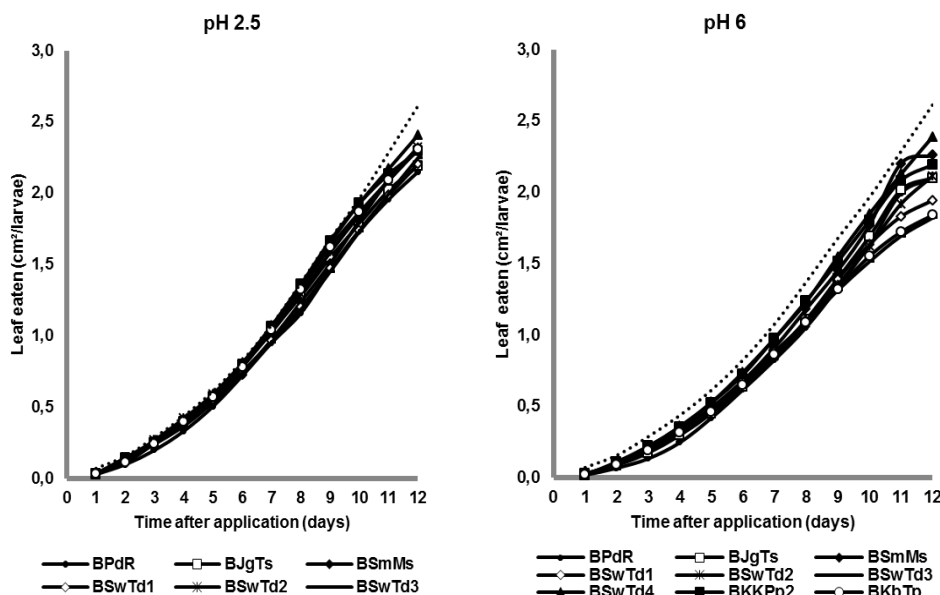 pH 2.5
3,0
2,5
2,0
1,5
1,0
0,5
0,0
Leaf eaten (cm²/larvae)
0 1 2 3 4 5 6 7 8 9 10 11 12
Time after application (days)
BPdR BJgTs BSmMs
BSwTd1 BSwTd2 BSwTd3
pH 6
3,0
2,5
2,0
1,5
1,0
0,5
0,0
Leaf eaten (cm²/larvae)
0 1 2 3 4 5 6 7 8 9 10 11 12
Time after application (days)
BPdR BJgTs BSmMs
BSwTd1 BSwTd2 BSwTd3
BSwTd4 BKKPp2 BKbTp